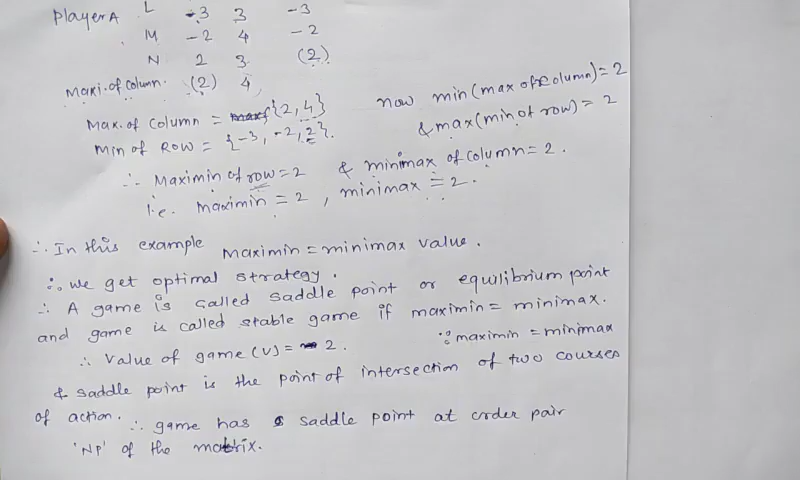 Player A L -3 3 -3
M -2 4 -2
N 2 3 (2)
Maxi. of column. (2) 4
Max. of column = {2, 4}
Min of Row = {-3, -2, 2}.
now min (max of column) = 2
& max (min of row) = 2
∴ Maximin of row = 2 & minimax of column = 2.
i.e. Maximin = 2, minimax = 2.
∴ In this example Maximin = minimax value.
∴ we get optimal strategy.
∴ A game is called saddle point or equilibrium point
and game is called stable game if maximin = minimax.
∴ Value of game (v) = 2. ∵ maximin = minimax
& saddle point is the point of intersection of two courses
of action. ∴ game has saddle point at order pair
'NP' of the matrix.